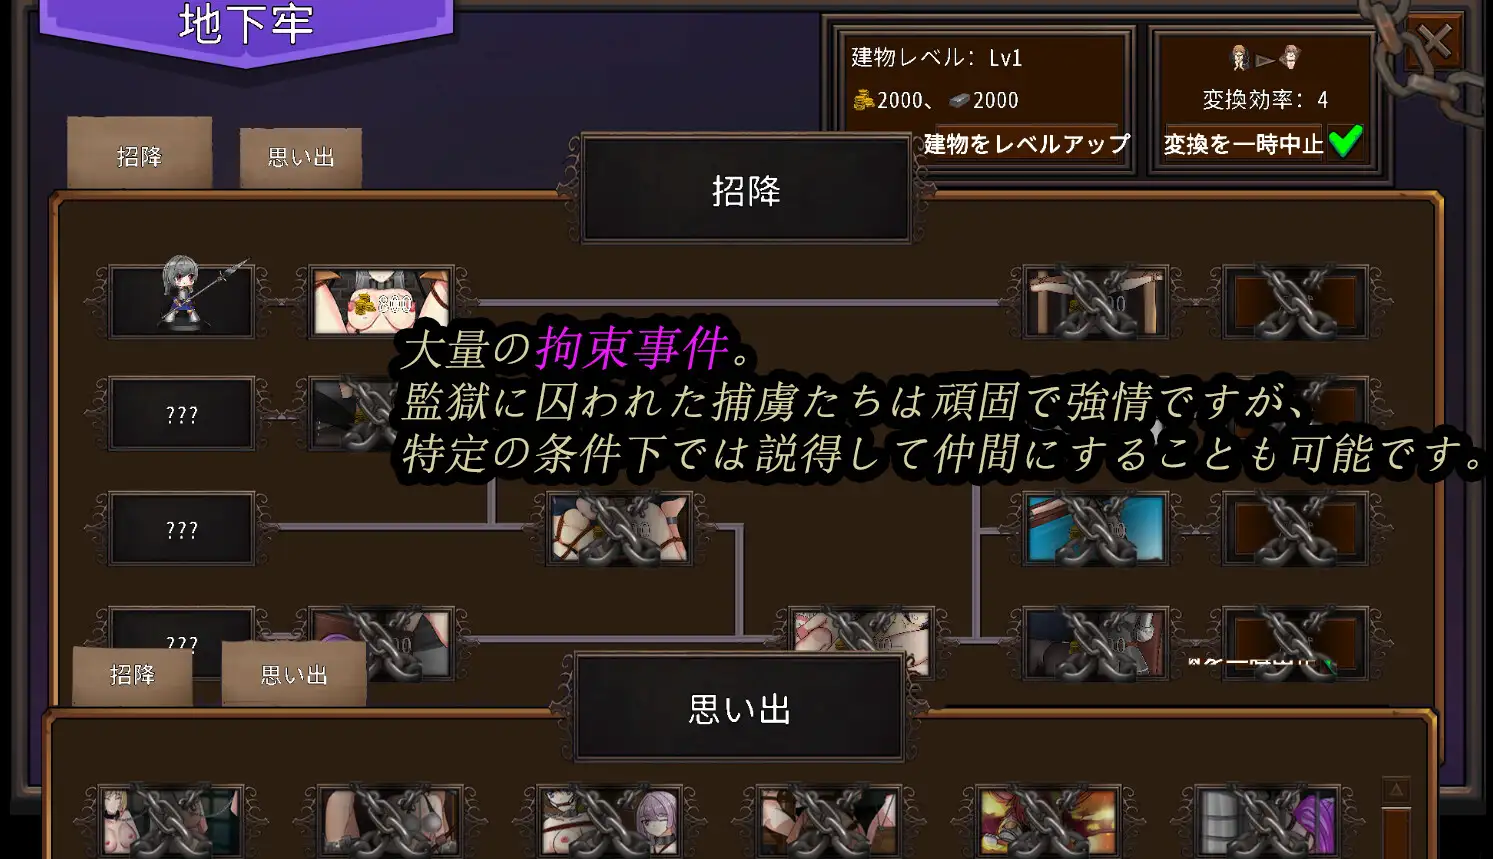 地下牢
建物レベル：Lv1
2000、 2000
建物をレベルアップ
変換効率：4
変換を一時中止
招降
思い出
招降
800
大量の拘束事件。
監獄に囚われた捕虜たちは頑固で強情ですが、
特定の条件下では説得して仲間にすることも可能です。
???
???
???
招降
思い出
思い出